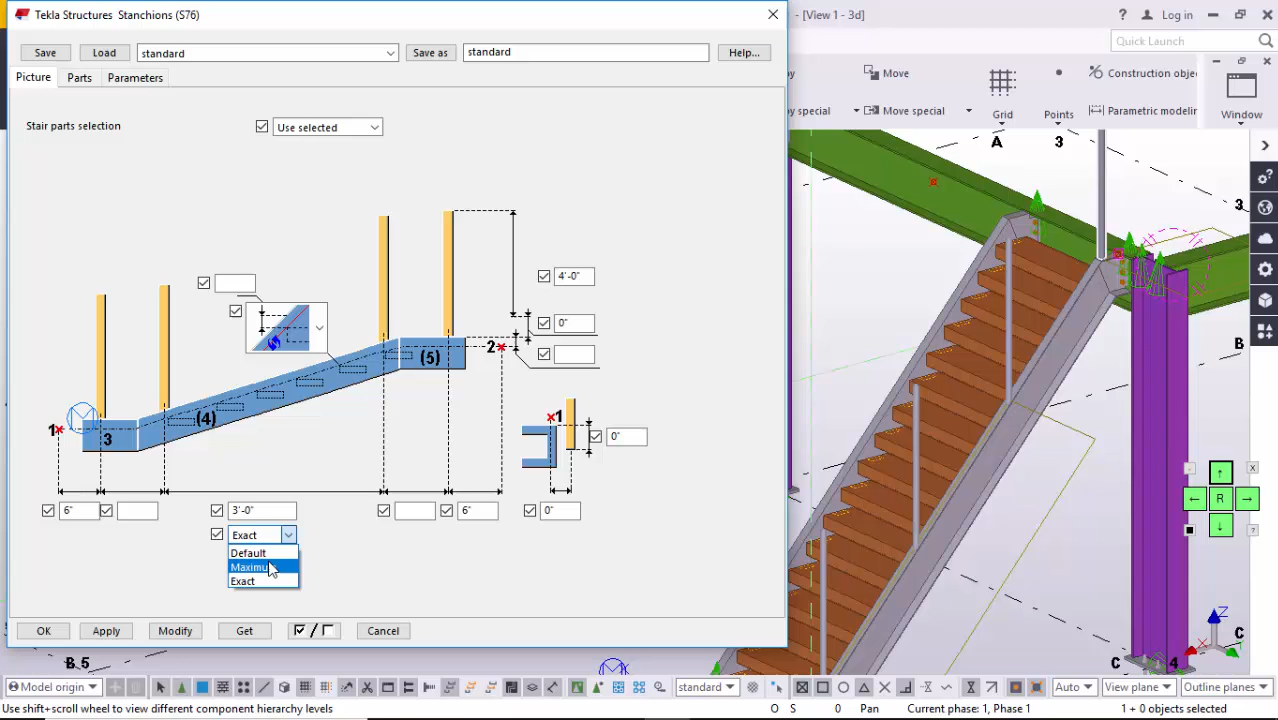 Tekla Structures Stanchions (S76)
- [View 1 - 3d]
Log in
Quick Launch
Save
Load
standard
Save as
standard
Help...
Picture
Parts
Parameters
Move
Construction obje
Move special
Grid
Points
Parametric modelin
Window
Stair parts selection
Use selected
A
3
3
B
4'-0"
0"
2
(5)
1
3
(4)
1
0"
6"
3'-0"
6"
0"
Exact
Default
Maximu
Exact
X
R
?
Z
C
OK
Apply
Modify
Get
/
Cancel
B.5
C
4
Model origin
standard
Auto
View plane
Outline planes
Use shift+scroll wheel to view different component hierarchy levels
O
S
0
Pan
Current phase: 1, Phase 1
1 + 0 objects selected